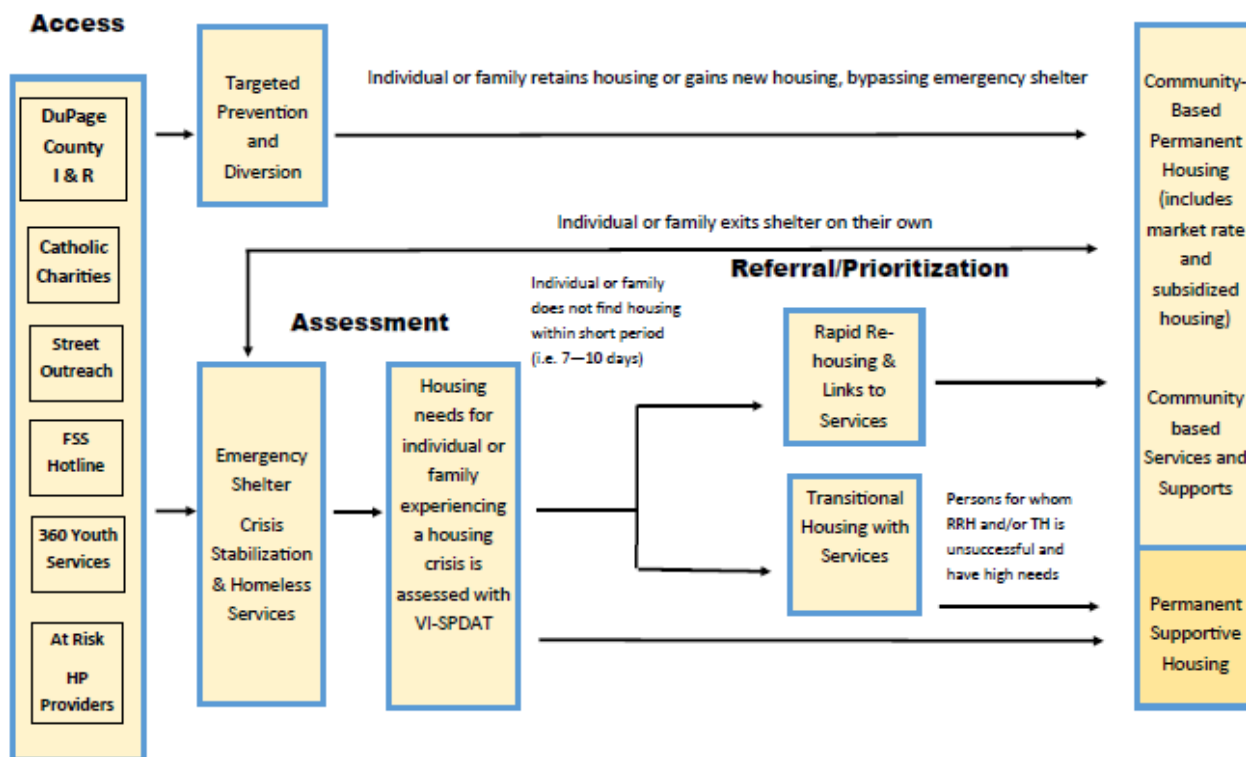 Access
DuPage
County
I & R
Catholic
Charities
Street
Outreach
FSS
Hotline
360 Youth
Services
At Risk
HP
Providers
Targeted
Prevention
and
Diversion
Individual or family retains housing or gains new housing, bypassing emergency shelter
Individual or family exits shelter on their own
Assessment
Emergency
Shelter
Crisis
Stabilization
& Homeless
Services
Housing
needs for
individual or
family
experiencing
a housing
crisis is
assessed with
VI-SPDAT
Individual or family
does not find housing
within short period
(i.e. 7—10 days)
Referral/Prioritization
Rapid Re-
housing &
Links to
Services
Transitional
Housing with
Services
Persons for whom
RRH and/or TH is
unsuccessful and
have high needs
Community-
Based
Permanent
Housing
(includes
market rate
and
subsidized
housing)
Community
based
Services and
Supports
Permanent
Supportive
Housing